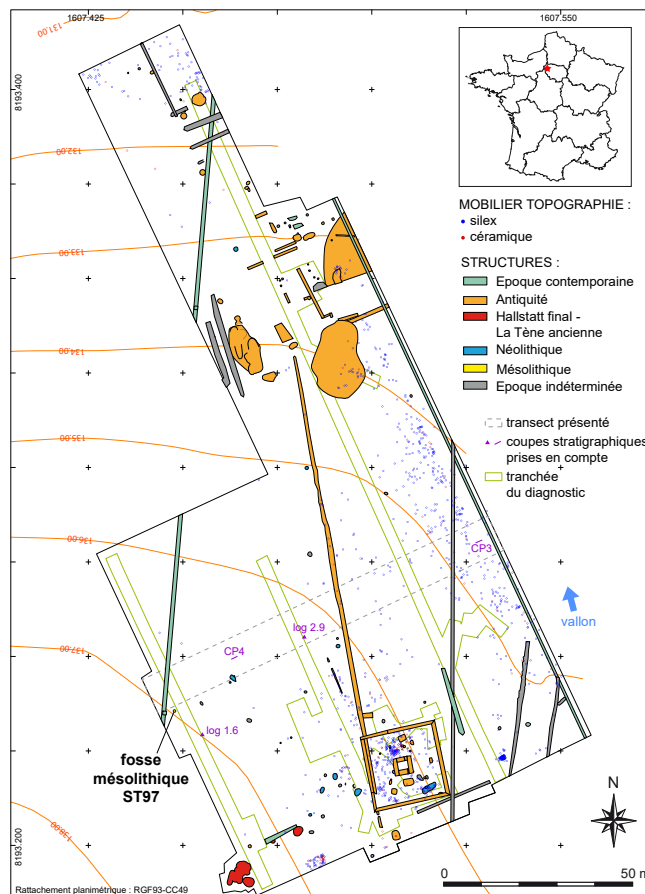 1607.425
1607.550
131.00
8193.400
132.00
133.00
134.00
135.00
136.00
137.00
138.00
8193.200
MOBILIER TOPOGRAPHIE :
silex
céramique
STRUCTURES :
Epoque contemporaine
Antiquité
Hallstatt final -
La Tène ancienne
Néolithique
Mésolithique
Epoque indéterminée
transect présenté
coupes stratigraphiques
prises en compte
tranchée
du diagnostic
CP3
vallon
log 2.9
CP4
log 1.6
fosse
mésolithique
ST97
N
0 50 m
Rattachement planimétrique : RGF93-CC49